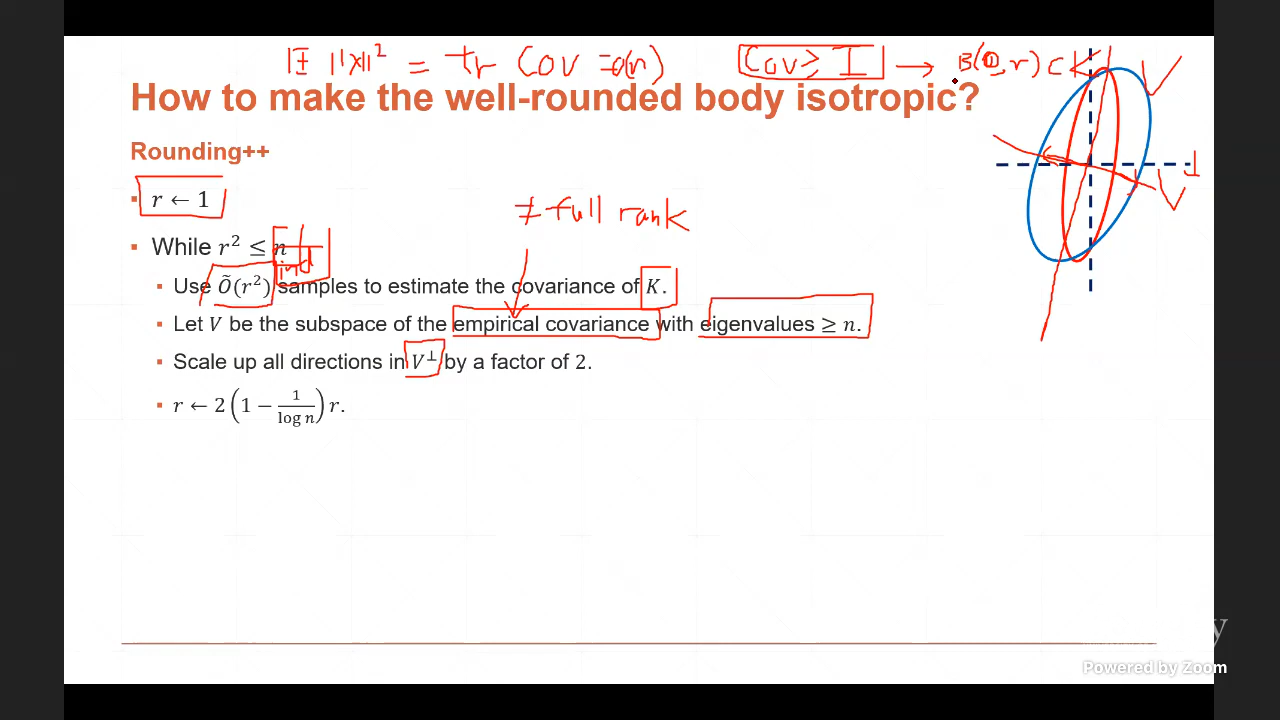 𝔼 ||x||² = tr Cov = O(n) Cov ≥ I → B(0, r) ⊂ K
How to make the well-rounded body isotropic?
V
Rounding++
V⊥
r ← 1
≠ full rank
While r² ≤ n
Use Õ(r²) samples to estimate the covariance of K.
Let V be the subspace of the empirical covariance with eigenvalues ≥ n.
Scale up all directions in V⊥ by a factor of 2.
r ← 2(1 − 1/log n) r.
Powered by Zoom